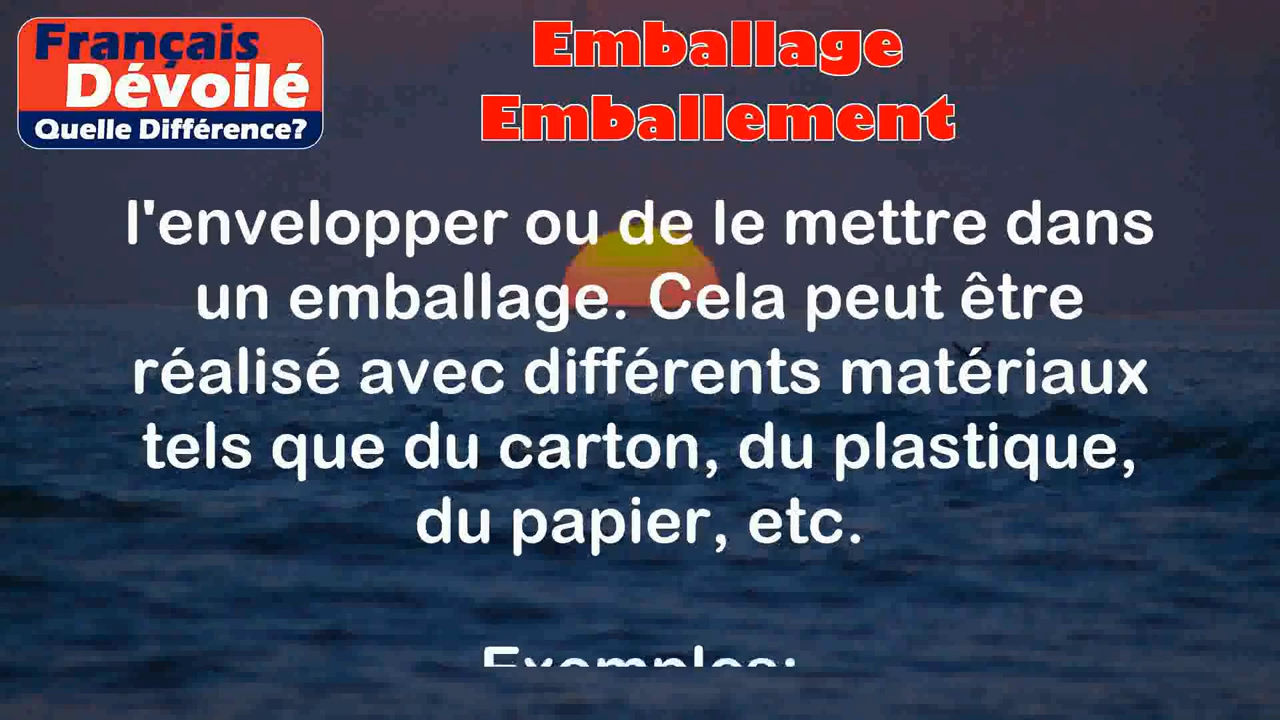 Français
Dévoilé
Quelle Différence?
Emballage
Emballement
l'envelopper ou de le mettre dans
un emballage. Cela peut être
réalisé avec différents matériaux
tels que du carton, du plastique,
du papier, etc.
Exemples: